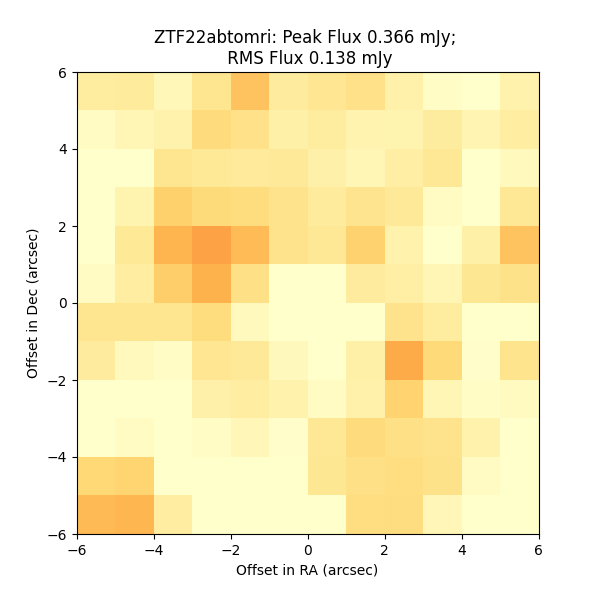 ZTF22abtomri: Peak Flux 0.366 mJy;
RMS Flux 0.138 mJy
6
4
2
0
−2
−4
−6
Offset in Dec (arcsec)
−6 −4 −2 0 2 4 6
Offset in RA (arcsec)